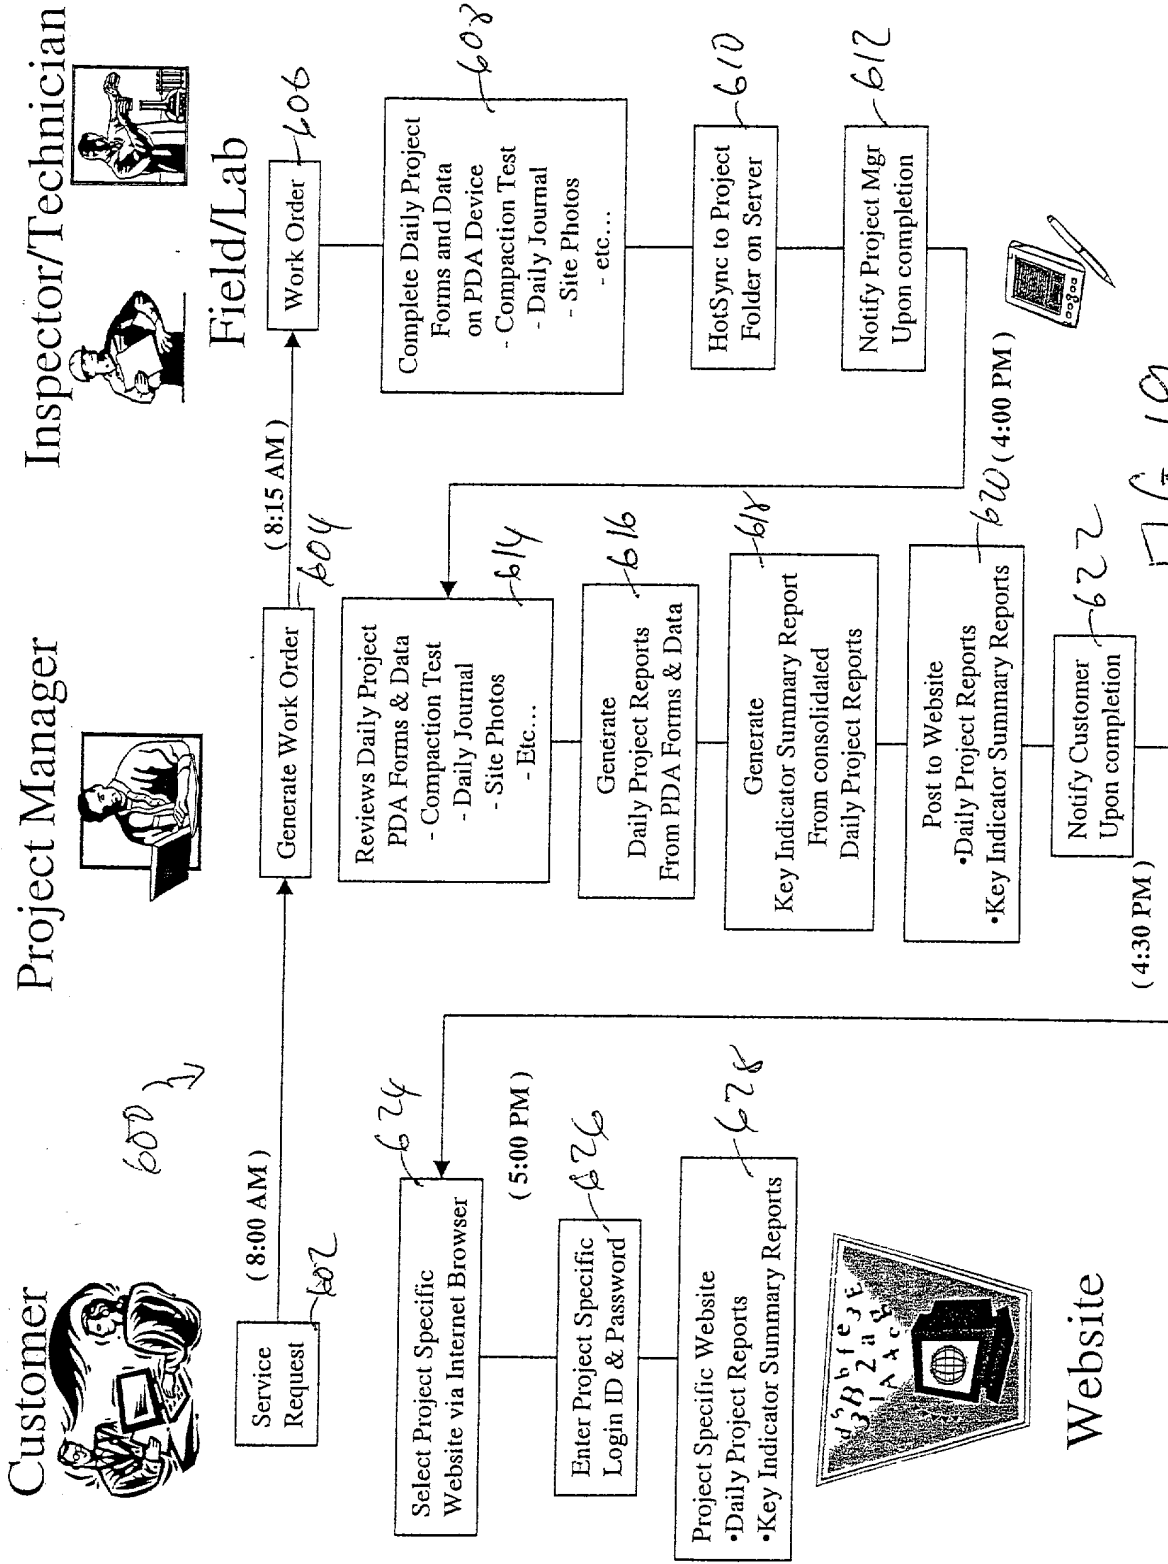 Customer
Project Manager
Inspector/Technician
Field/Lab
600
( 8:00 AM )
( 8:15 AM )
Service
Request
602
Generate Work Order
604
Work Order
606
Complete Daily Project
Forms and Data
on PDA Device
- Compaction Test
- Daily Journal
- Site Photos
- etc...
608
HotSync to Project
Folder on Server
610
Notify Project Mgr
Upon completion
612
Reviews Daily Project
PDA Forms & Data
- Compaction Test
- Daily Journal
- Site Photos
- Etc...
614
Generate
Daily Project Reports
From PDA Forms & Data
616
Generate
Key Indicator Summary Report
From consolidated
Daily Project Reports
618
Post to Website
•Daily Project Reports
•Key Indicator Summary Reports
620
( 4:00 PM )
Notify Customer
Upon completion
622
( 4:30 PM )
Select Project Specific
Website via Internet Browser
624
( 5:00 PM )
Enter Project Specific
Login ID & Password
626
Project Specific Website
•Daily Project Reports
•Key Indicator Summary Reports
628
Website